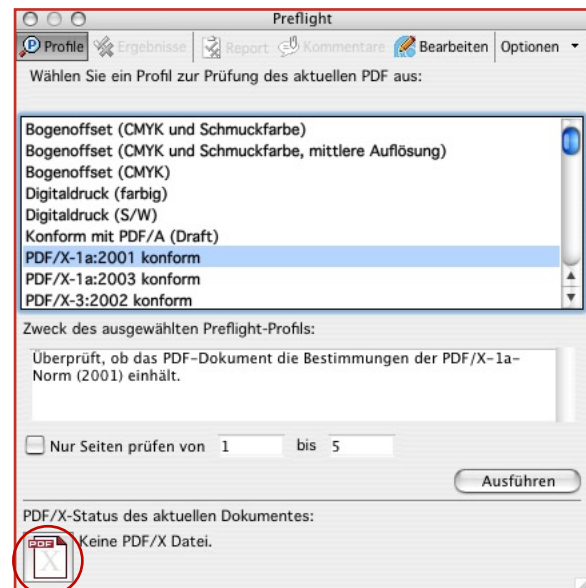 Preflight
Profile Ergebnisse Report Kommentare Bearbeiten Optionen
Wählen Sie ein Profil zur Prüfung des aktuellen PDF aus:
Bogenoffset (CMYK und Schmuckfarbe)
Bogenoffset (CMYK und Schmuckfarbe, mittlere Auflösung)
Bogenoffset (CMYK)
Digitaldruck (farbig)
Digitaldruck (S/W)
Konform mit PDF/A (Draft)
PDF/X-1a:2001 konform
PDF/X-1a:2003 konform
PDF/X-3:2002 konform
Zweck des ausgewählten Preflight-Profils:
Überprüft, ob das PDF-Dokument die Bestimmungen der PDF/X-1a-
Norm (2001) einhält.
Nur Seiten prüfen von 1 bis 5
Ausführen
PDF/X-Status des aktuellen Dokumentes:
PDF X Keine PDF/X Datei.